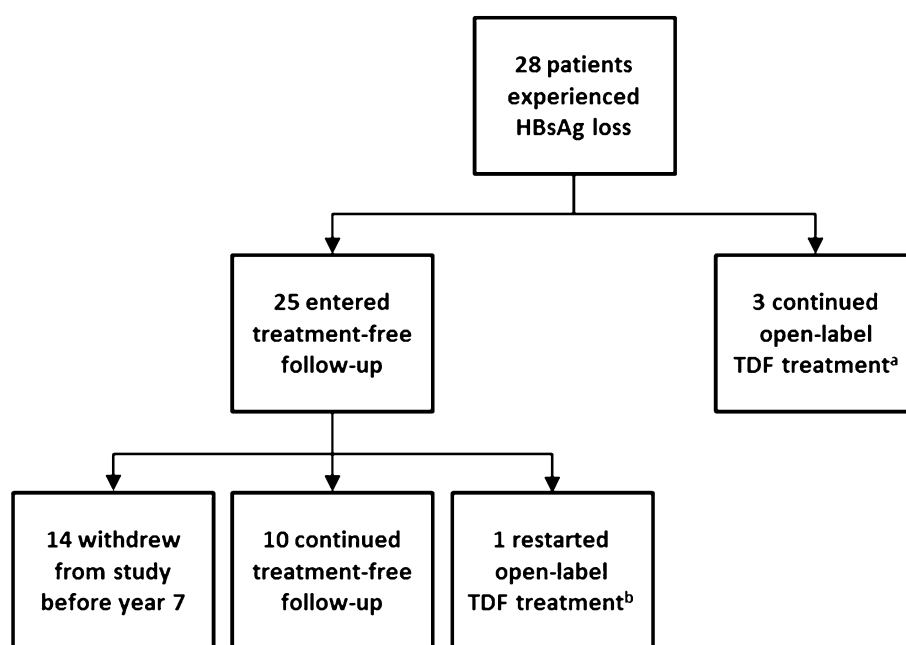 28 patients
experienced
HBsAg loss
25 entered
treatment-free
follow-up
3 continued
open-label
TDF treatmentᵃ
14 withdrew
from study
before year 7
10 continued
treatment-free
follow-up
1 restarted
open-label
TDF treatmentᵇ